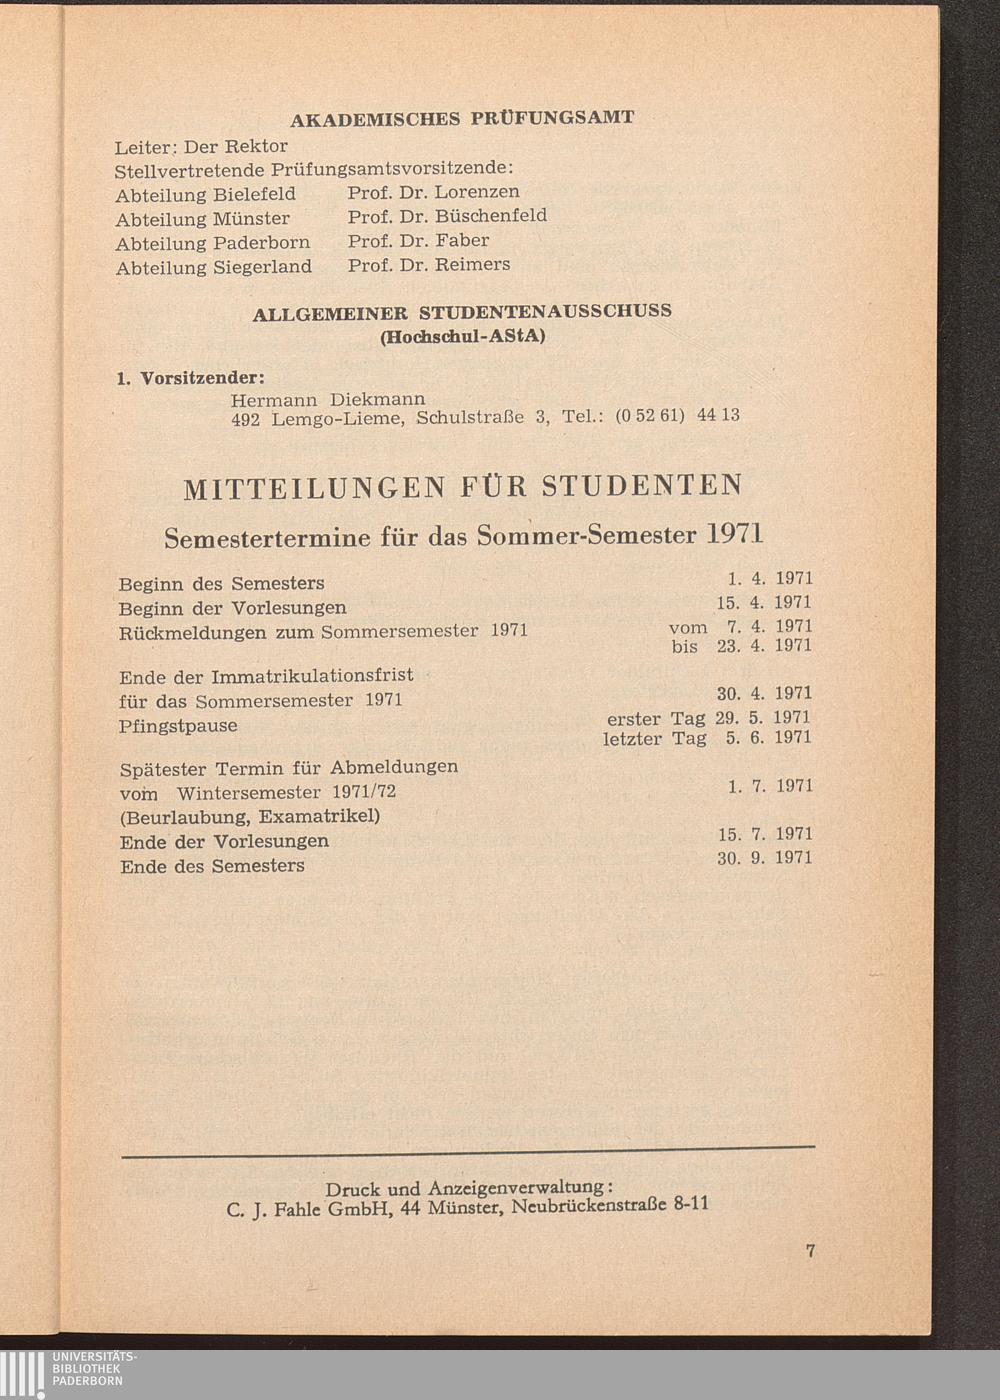 AKADEMISCHES PRÜFUNGSAMT
Leiter: Der Rektor
Stellvertretende Prüfungsamtsvorsitzende:
Abteilung Bielefeld Prof. Dr. Lorenzen
Abteilung Münster Prof. Dr. Büschenfeld
Abteilung Paderborn Prof. Dr. Faber
Abteilung Siegerland Prof. Dr. Reimers
ALLGEMEINER STUDENTENAUSSCHUSS
(Hochschul-AStA)
1. Vorsitzender:
Hermann Diekmann
492 Lemgo-Lieme, Schulstraße 3, Tel.: (0 52 61) 44 13
MITTEILUNGEN FÜR STUDENTEN
Semestertermine für das Sommer-Semester 1971
Beginn des Semesters 1. 4. 1971
Beginn der Vorlesungen 15. 4. 1971
Rückmeldungen zum Sommersemester 1971 vom 7. 4. 1971
bis 23. 4. 1971
Ende der Immatrikulationsfrist
für das Sommersemester 1971 30. 4. 1971
Pfingstpause erster Tag 29. 5. 1971
letzter Tag 5. 6. 1971
Spätester Termin für Abmeldungen
vom Wintersemester 1971/72 1. 7. 1971
(Beurlaubung, Examatrikel)
Ende der Vorlesungen 15. 7. 1971
Ende des Semesters 30. 9. 1971
Druck und Anzeigenverwaltung:
C. J. Fahle GmbH, 44 Münster, Neubrückenstraße 8-11
7
UNIVERSITÄTS-
BIBLIOTHEK
PADERBORN